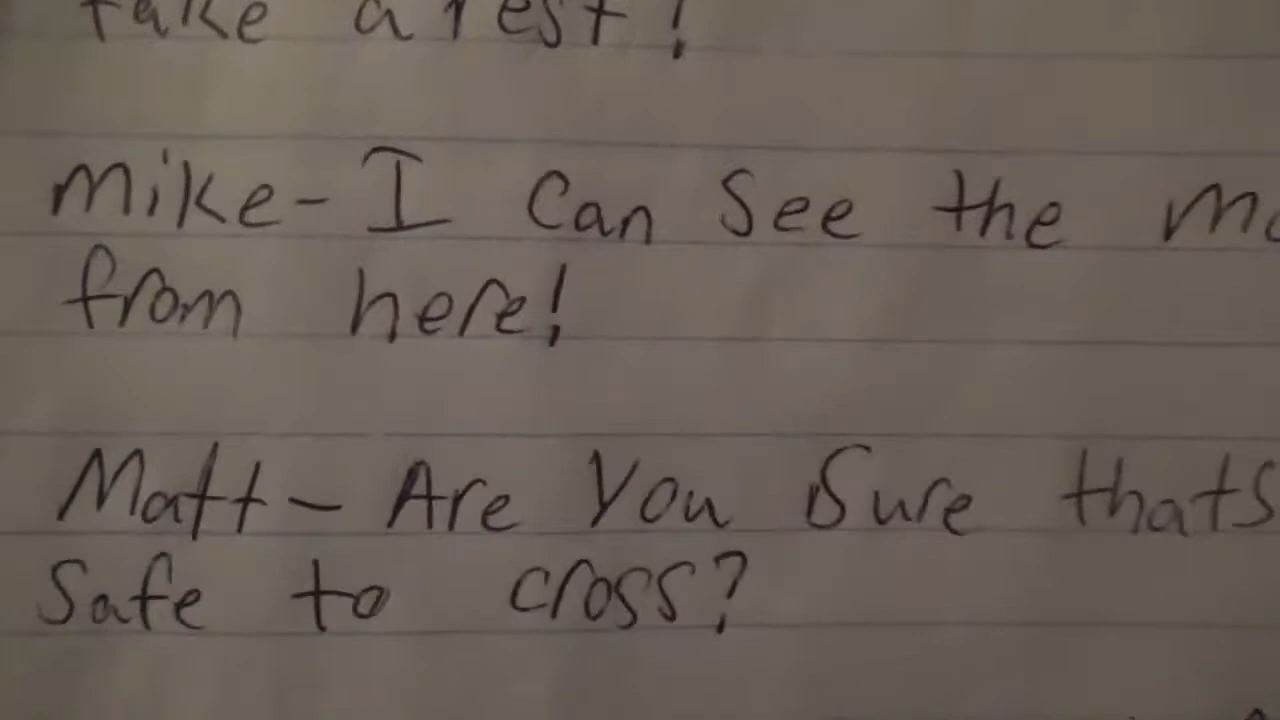 take a rest!
Mike- I Can See the
from here!
Matt- Are You Sure thats
Safe to cross?